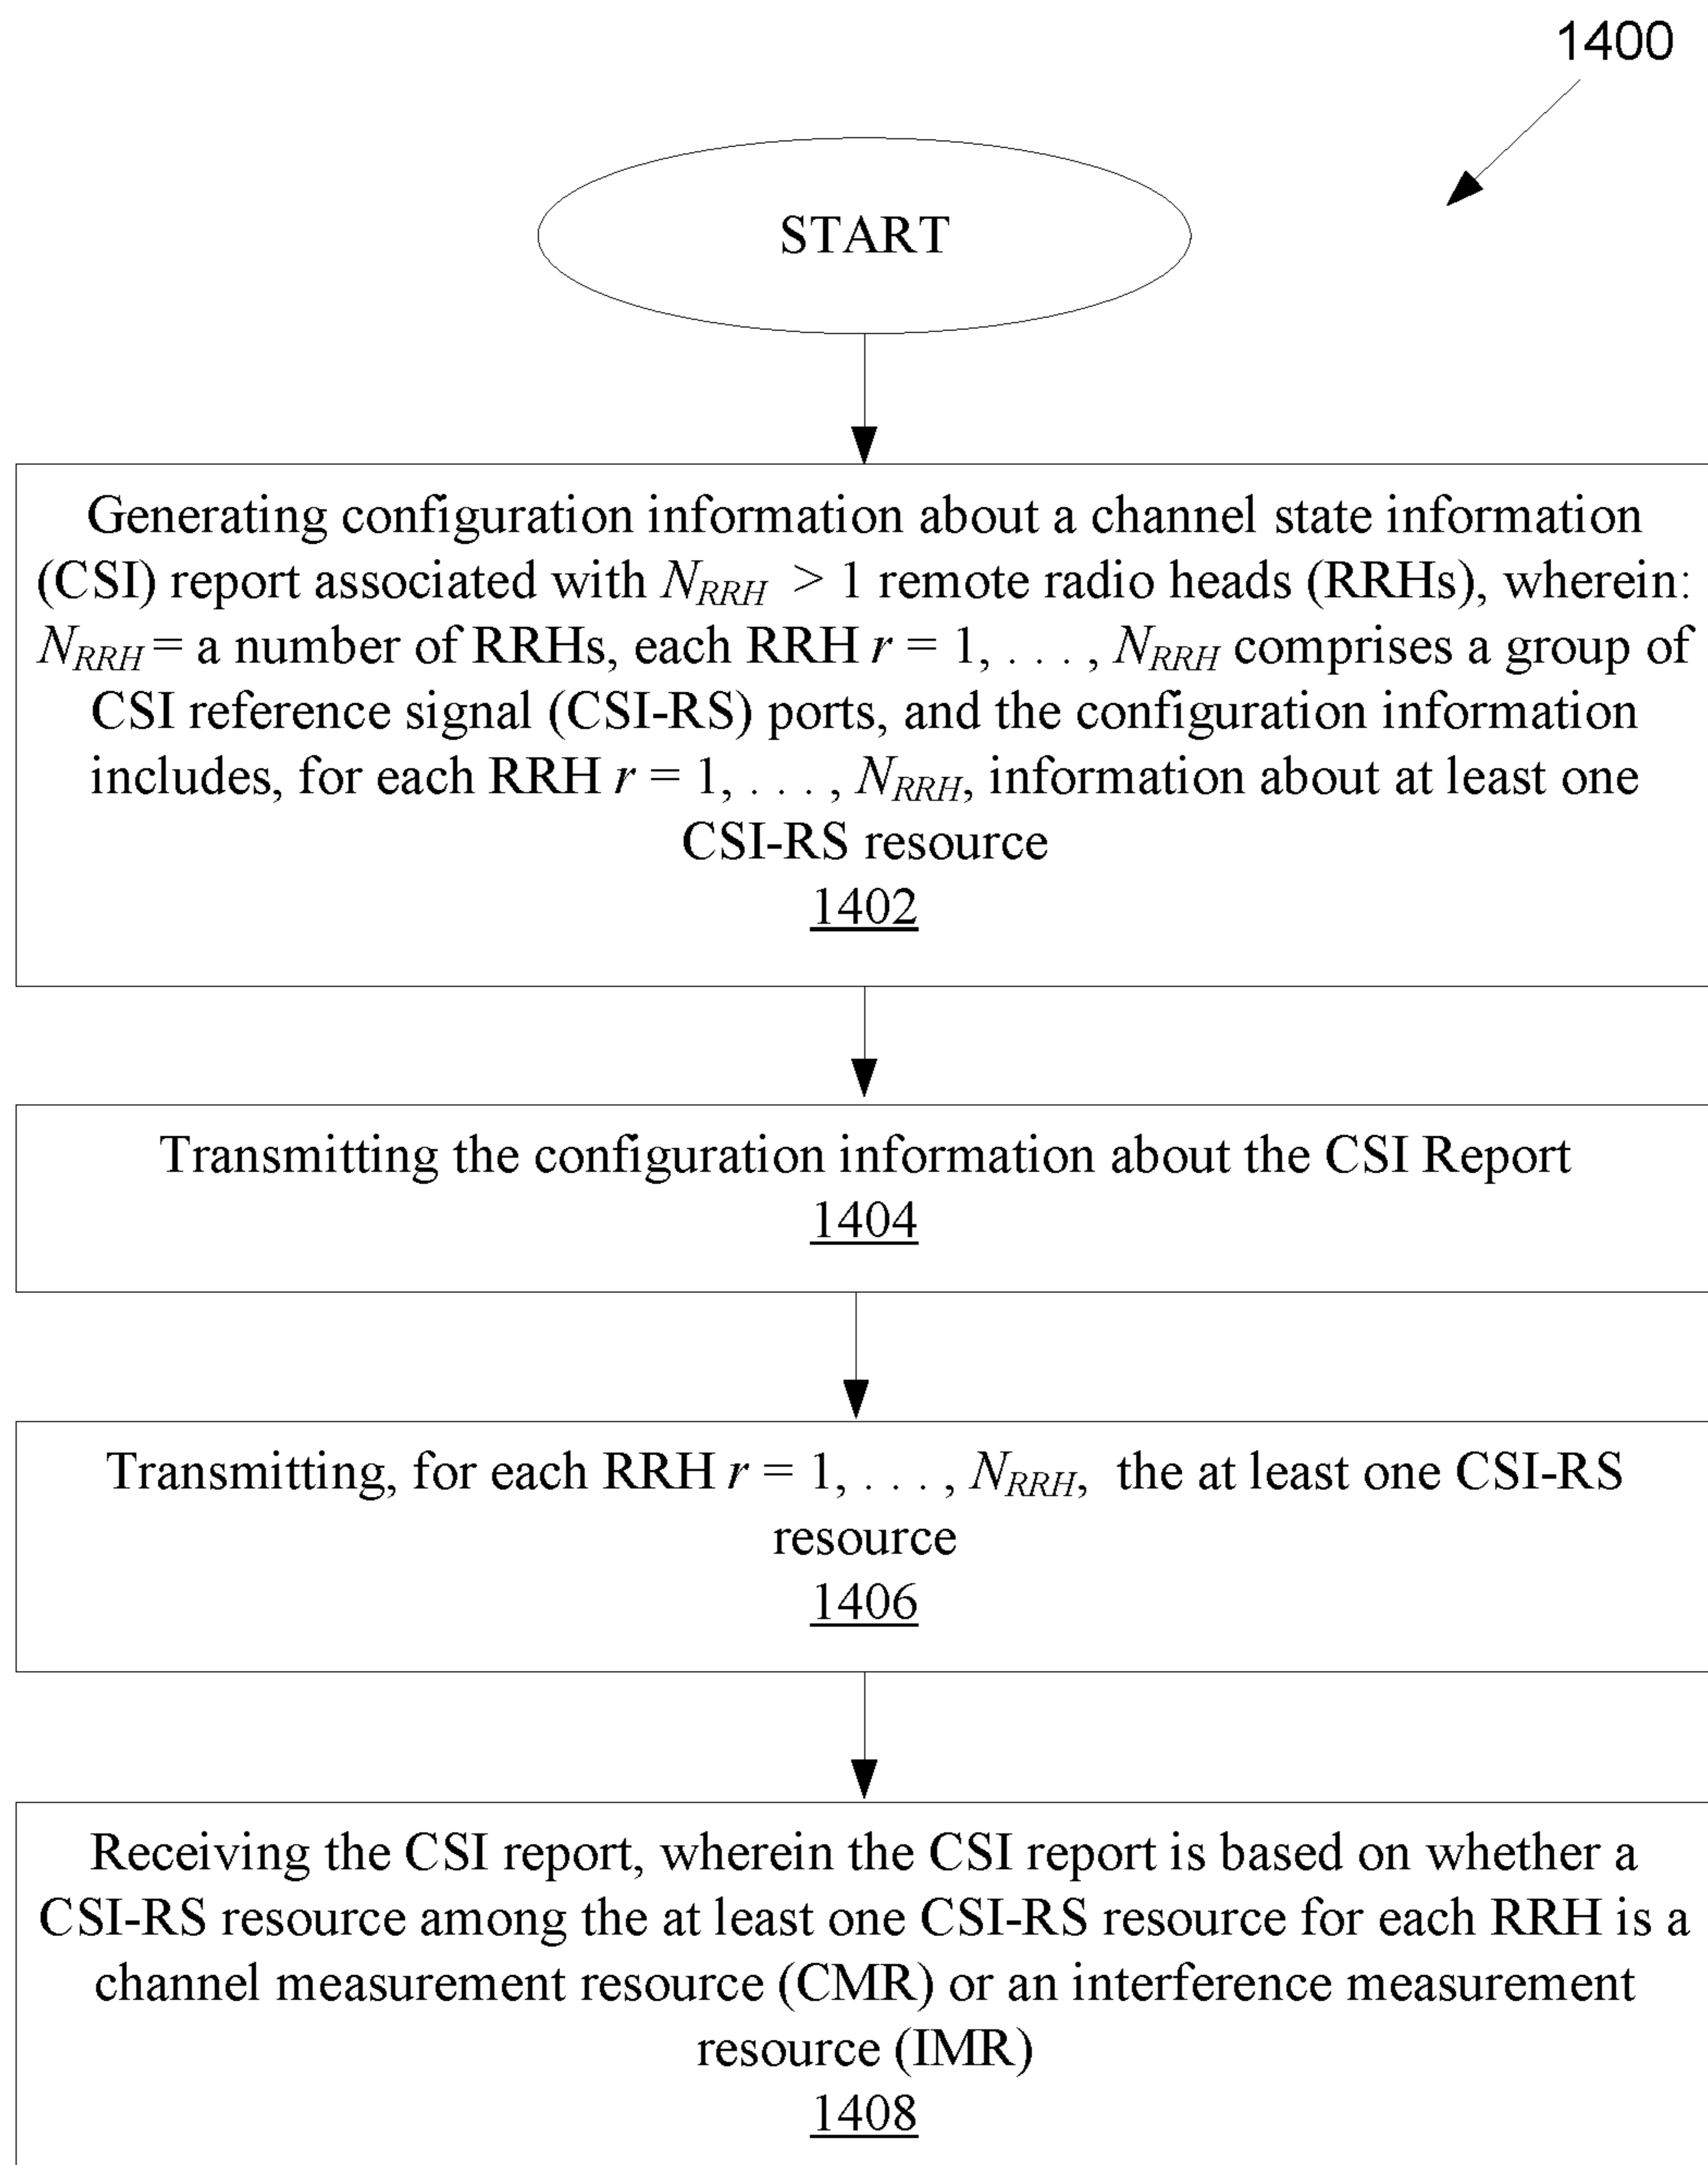 1400
START
Generating configuration information about a channel state information
(CSI) report associated with N_RRH > 1 remote radio heads (RRHs), wherein:
N_RRH = a number of RRHs, each RRH r = 1, . . . , N_RRH comprises a group of
CSI reference signal (CSI-RS) ports, and the configuration information
includes, for each RRH r = 1, . . . , N_RRH, information about at least one
CSI-RS resource
1402
Transmitting the configuration information about the CSI Report
1404
Transmitting, for each RRH r = 1, . . . , N_RRH, the at least one CSI-RS
resource
1406
Receiving the CSI report, wherein the CSI report is based on whether a
CSI-RS resource among the at least one CSI-RS resource for each RRH is a
channel measurement resource (CMR) or an interference measurement
resource (IMR)
1408